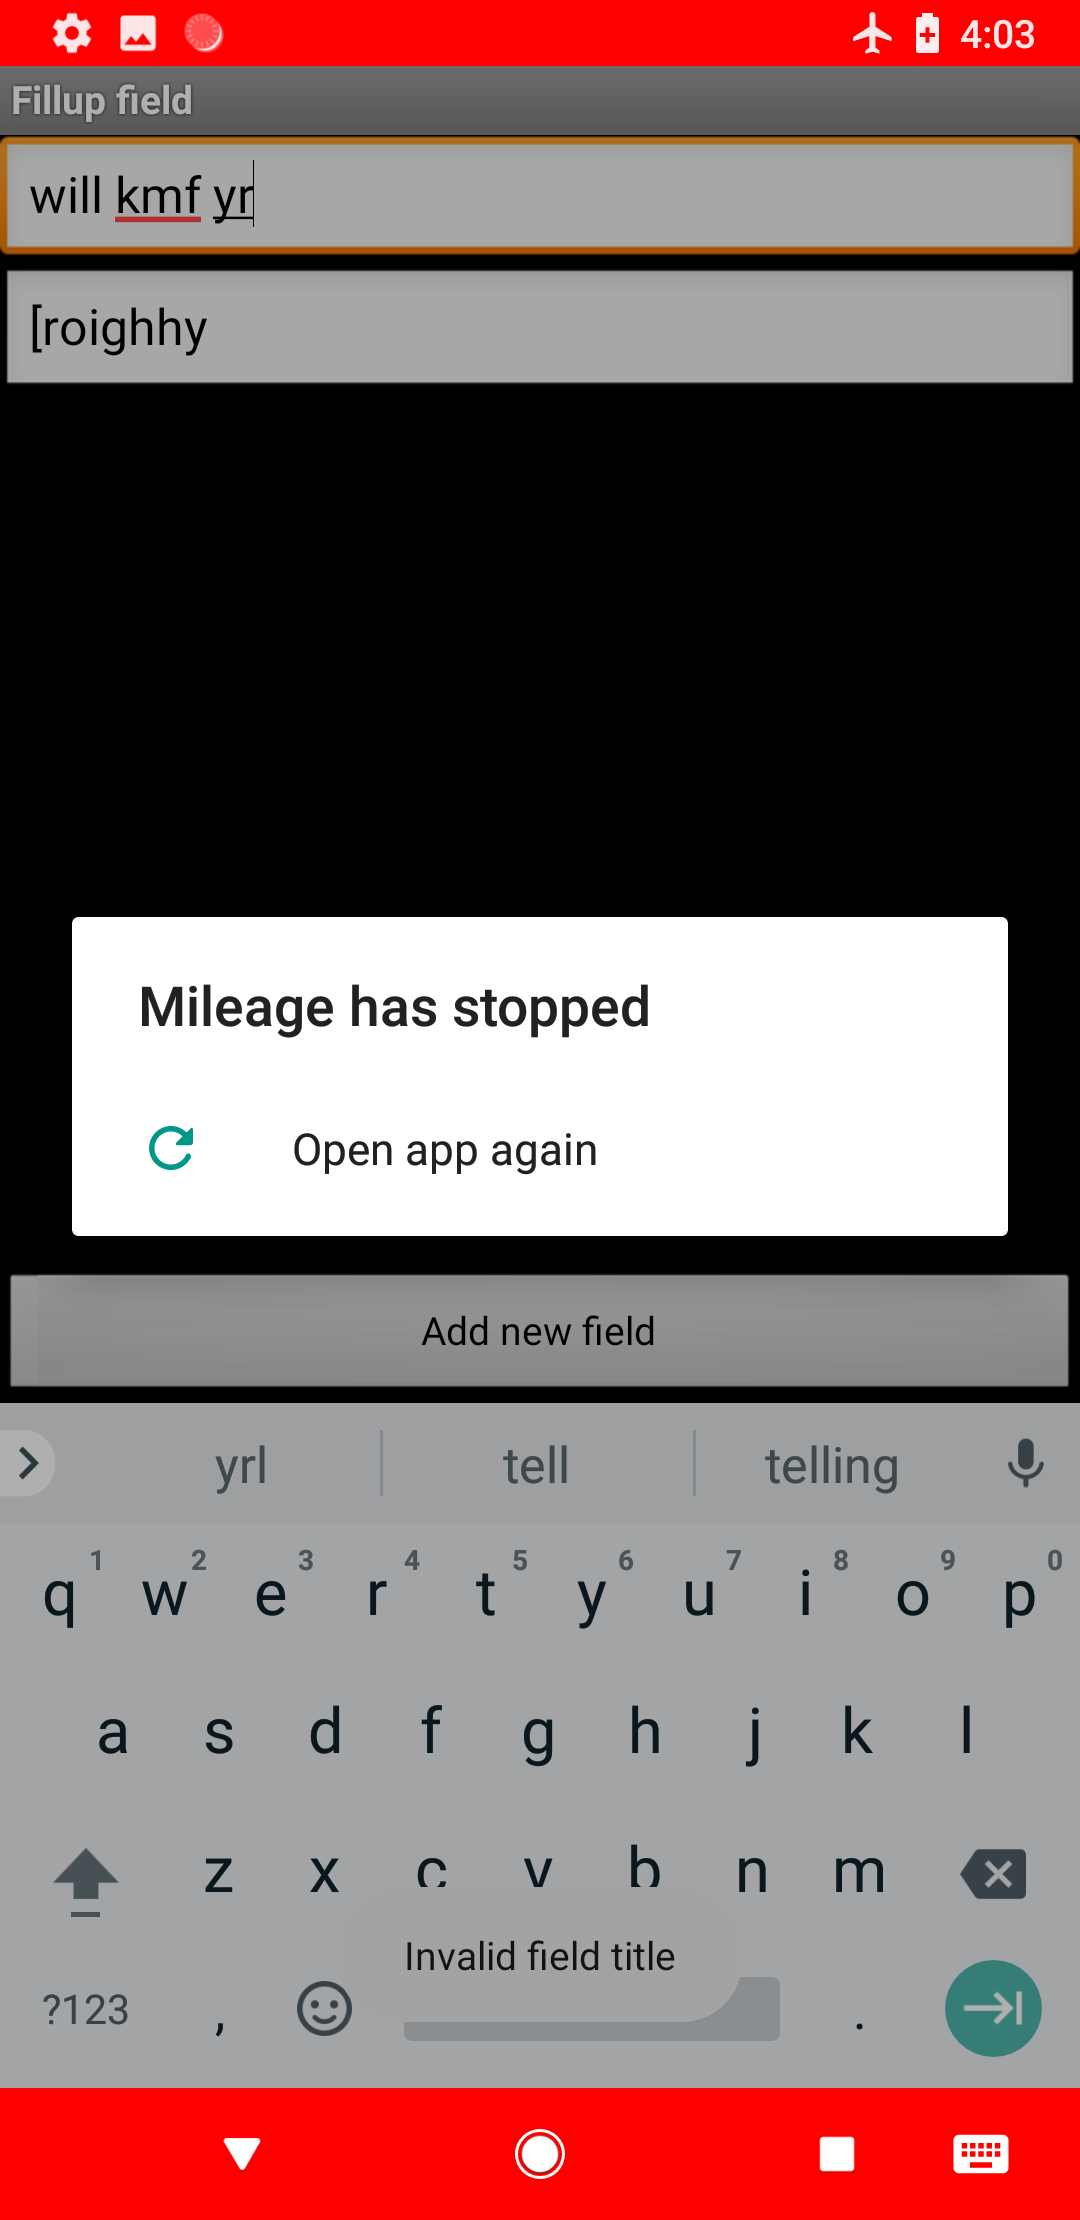 4:03
Fillup field
will kmf yr
[roighhy
Mileage has stopped
Open app again
Add new field
yrl tell telling
1 2 3 4 5 6 7 8 9 0
q w e r t y u i o p
a s d f g h j k l
z x c v b n m
Invalid field title
?123 , .